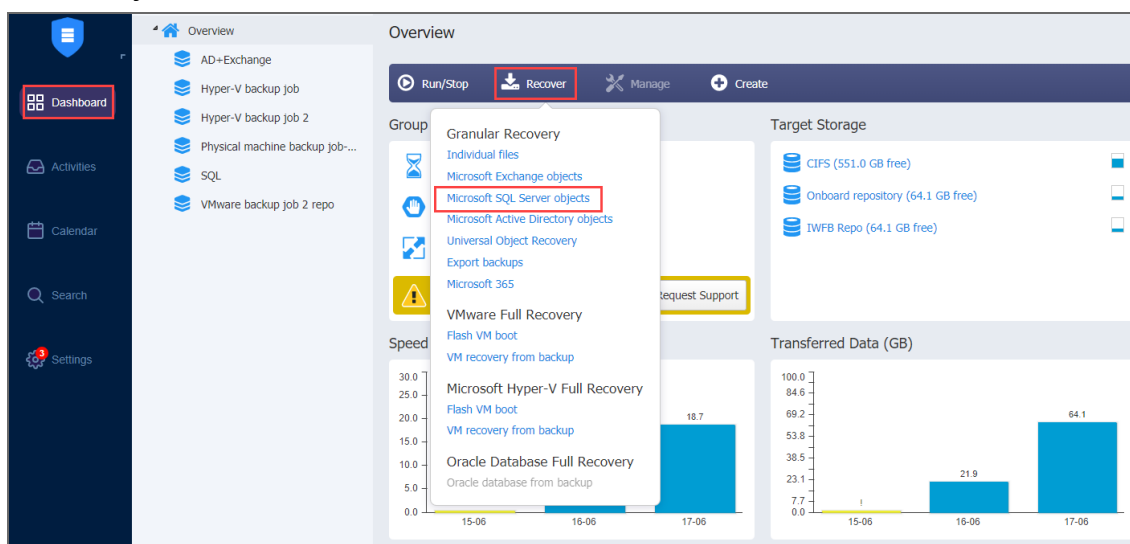 Overview
AD+Exchange
Hyper-V backup job
Hyper-V backup job 2
Physical machine backup job-...
SQL
VMware backup job 2 repo
Dashboard
Activities
Calendar
Search
3
Settings
Overview
Run/Stop
Recover
Manage
Create
Group
Granular Recovery
Individual files
Microsoft Exchange objects
Microsoft SQL Server objects
Microsoft Active Directory objects
Universal Object Recovery
Export backups
Microsoft 365
VMware Full Recovery
Flash VM boot
VM recovery from backup
Microsoft Hyper-V Full Recovery
Flash VM boot
VM recovery from backup
Oracle Database Full Recovery
Oracle database from backup
Request Support
Target Storage
CIFS (551.0 GB free)
Onboard repository (64.1 GB free)
IWFB Repo (64.1 GB free)
Speed
30.0
25.0
20.0
15.0
10.0
5.0
0.0
18.7
15-06 16-06 17-06
Transferred Data (GB)
100.0
84.6
69.2
53.8
38.5
23.1
7.7
0.0
21.9
64.1
15-06 16-06 17-06